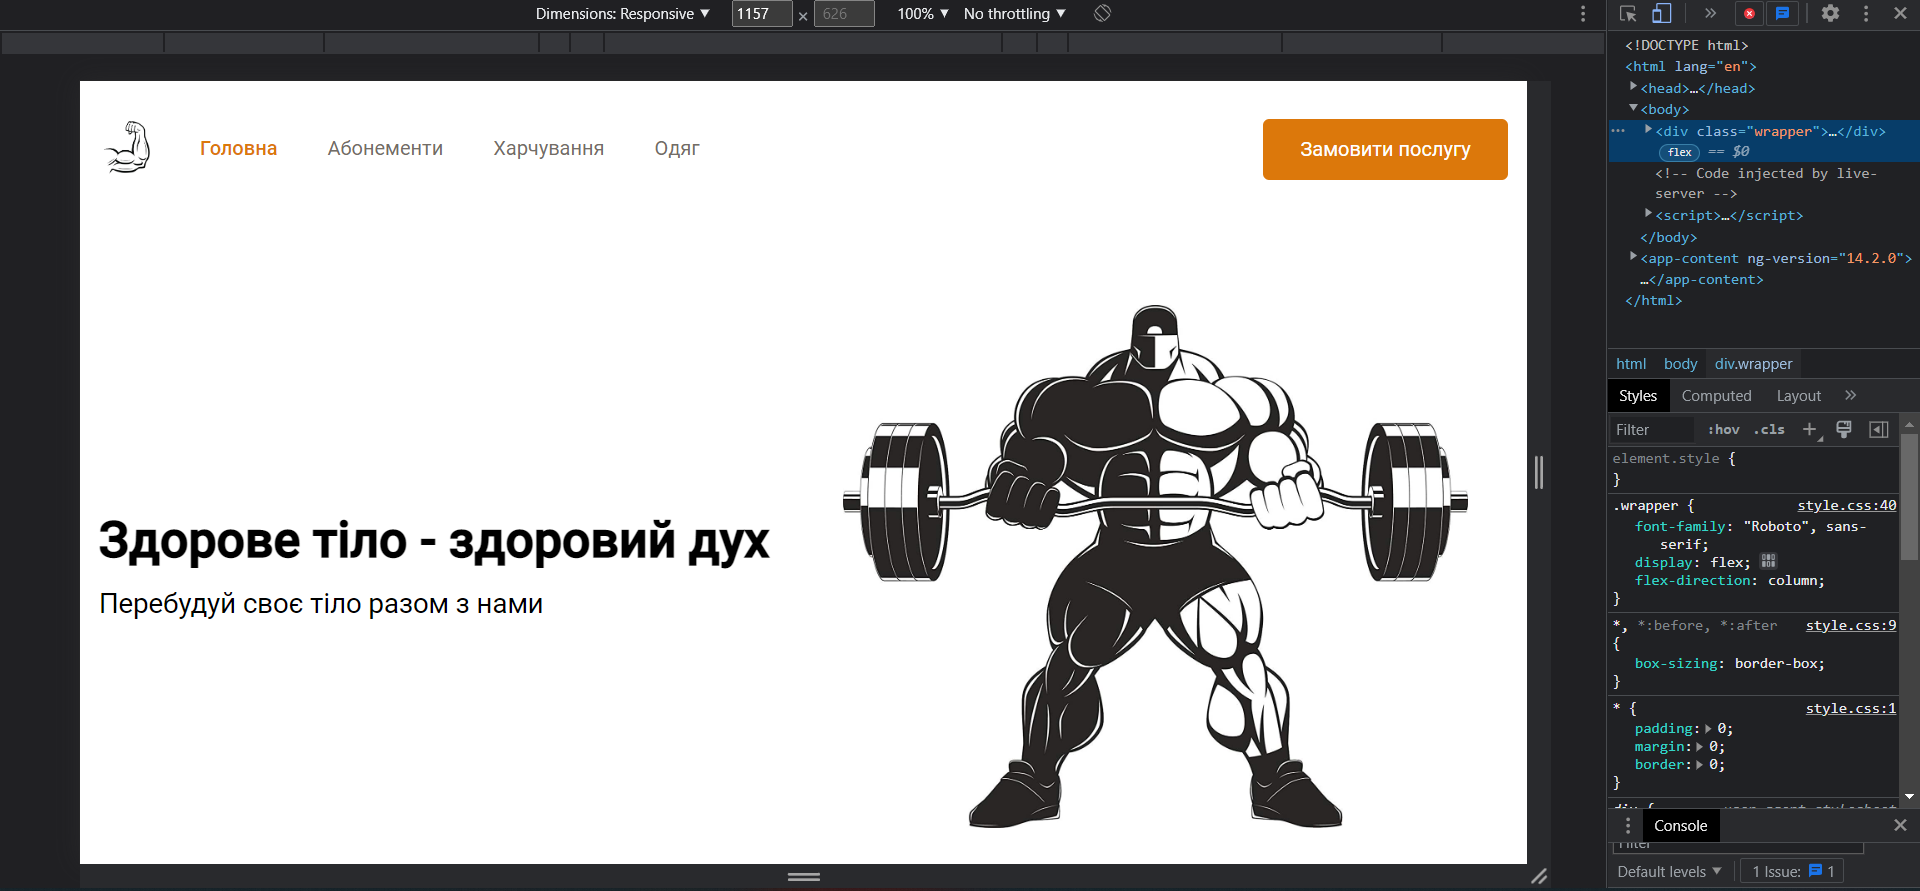 Dimensions: Responsive ▼ 1157 × 626 100% ▼ No throttling ▼
Головна Абонементи Харчування Одяг Замовити послугу
Здорове тіло - здоровий дух
Перебудуй своє тіло разом з нами
<!DOCTYPE html>
<html lang="en">
<head>…</head>
<body>
<div class="wrapper">…</div>
flex == $0
<!-- Code injected by live-
server -->
<script>…</script>
</body>
<app-content ng-version="14.2.0">
…</app-content>
</html>
html body div.wrapper
Styles Computed Layout »
Filter :hov .cls +
element.style {
}
.wrapper { style.css:40
font-family: "Roboto", sans-
serif;
display: flex;
flex-direction: column;
}
*, *:before, *:after style.css:9
{
box-sizing: border-box;
}
* { style.css:1
padding: 0;
margin: 0;
border: 0;
}
Console
Default levels ▼ 1 Issue: 1